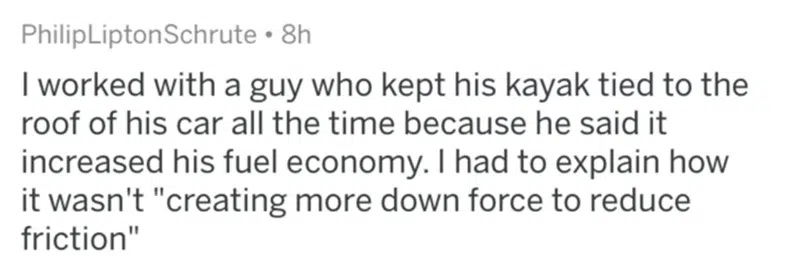 PhilipLiptonSchrute • 8h
I worked with a guy who kept his kayak tied to the
roof of his car all the time because he said it
increased his fuel economy. I had to explain how
it wasn't "creating more down force to reduce
friction"